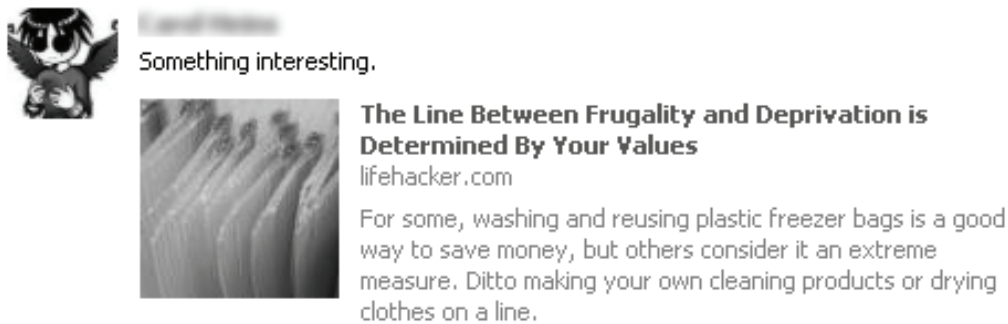 Something interesting.
The Line Between Frugality and Deprivation is
Determined By Your Values
lifehacker.com
For some, washing and reusing plastic freezer bags is a good
way to save money, but others consider it an extreme
measure. Ditto making your own cleaning products or drying
clothes on a line.